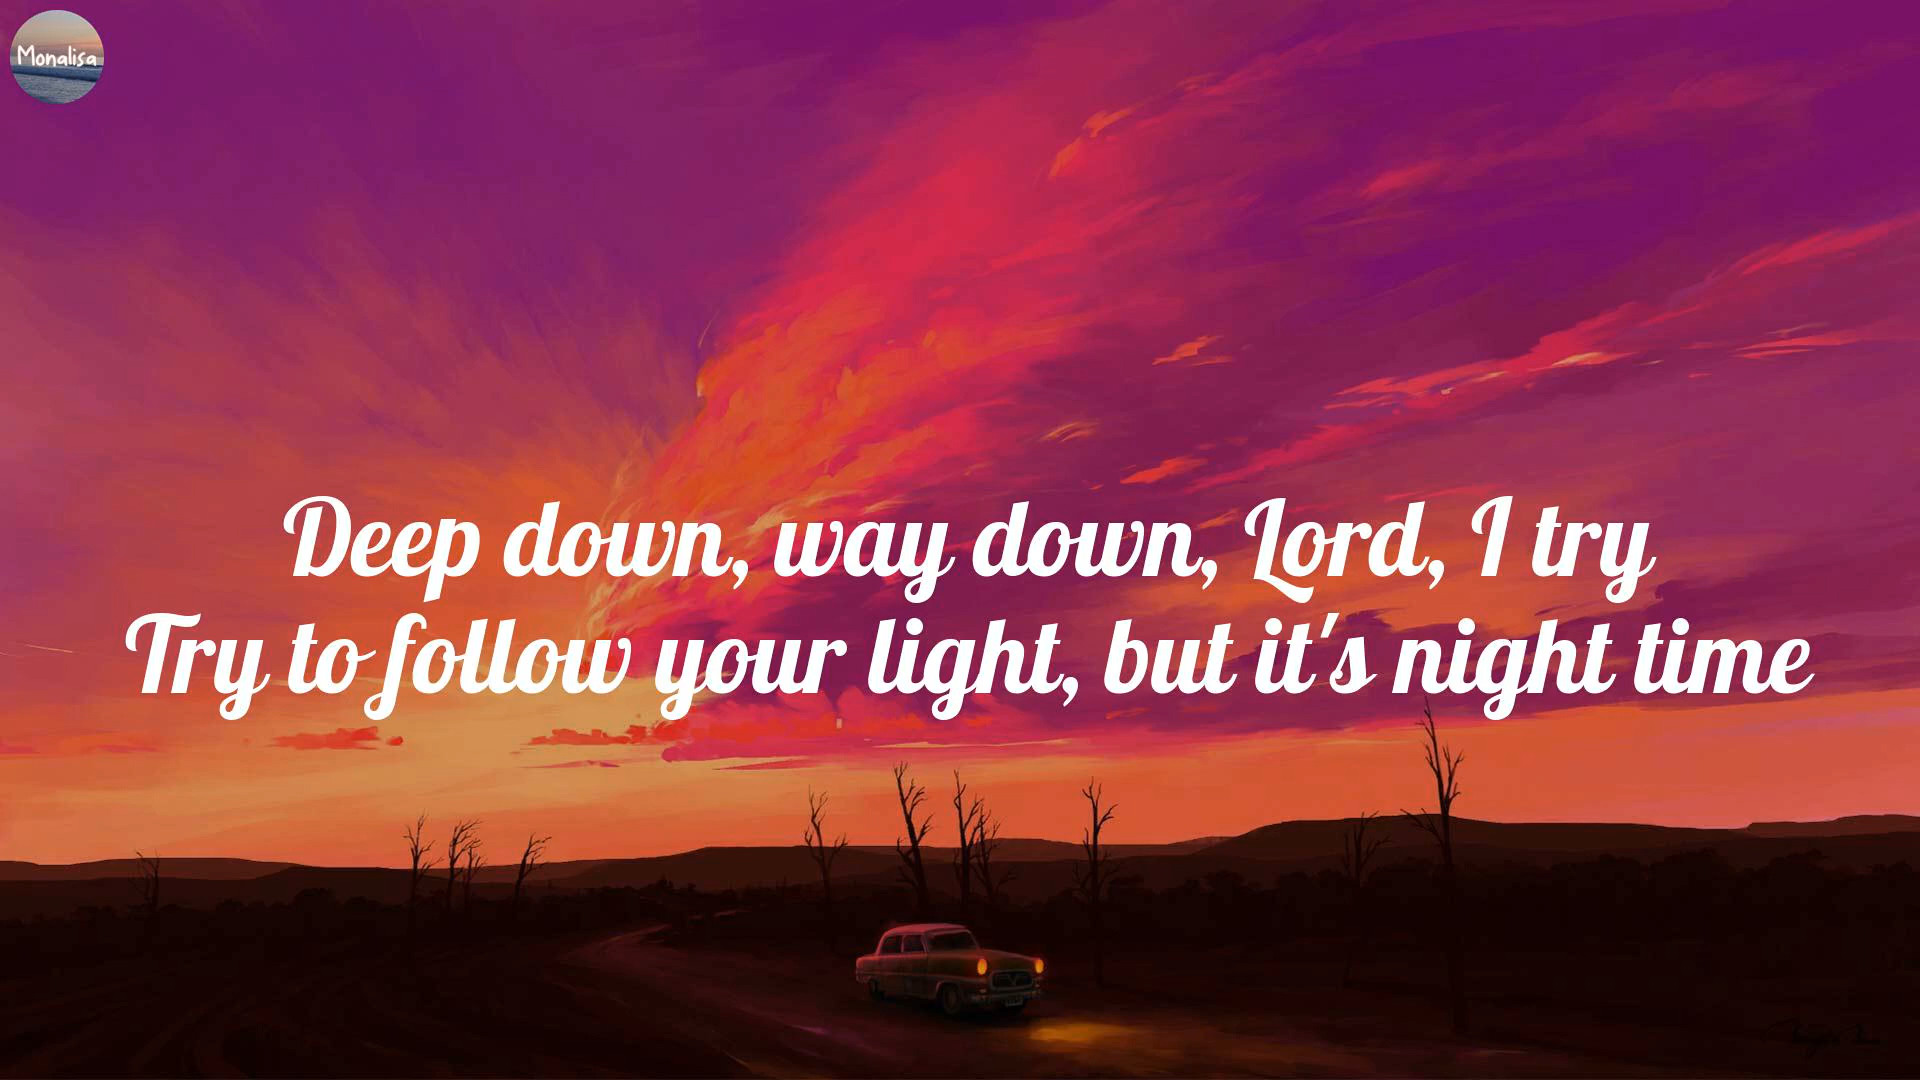 Monalisa
Deep down, way down, Lord, I try
Try to follow your light, but it's night time